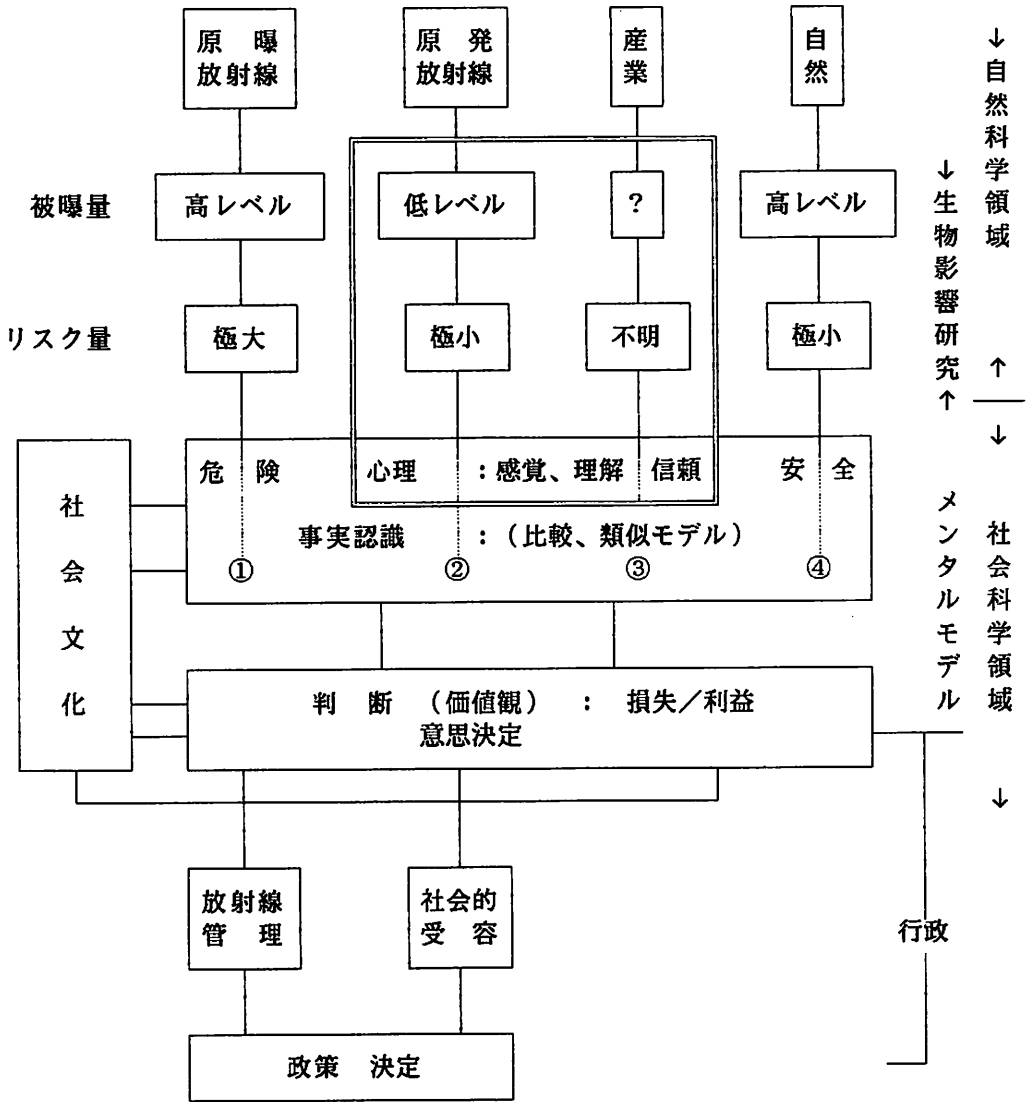 原　曝
放射線
原　発
放射線
産
業
自
然
被曝量
高レベル
低レベル
？
高レベル
リスク量
極大
極小
不明
極小
↓自然科学領域　↑
↓生物影響研究↑
社会文化
危　険　心理　：感覚、理解　信頼　安　全
事実認識　：（比較、類似モデル）
①　②　③　④
↓　社会科学領域　↓
メンタルモデル
判　断　（価値観）　：　損失／利益
意思決定
放射線
管　理
社会的
受　容
行政
政策　決定